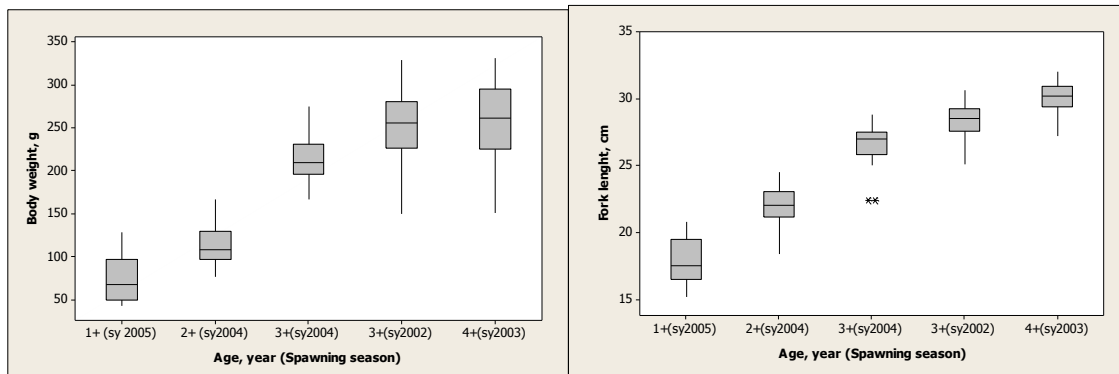 Body weight, g
350
300
250
200
150
100
50
1+ (sy 2005) 2+ (sy2004) 3+(sy2004) 3+(sy2002) 4+(sy2003)
Age, year (Spawning season)
Fork lenght, cm
35
30
25
20
15
1+(sy2005) 2+(sy2004) 3+(sy2004) 3+(sy2002) 4+(sy2003)
Age, year (Spawning season)